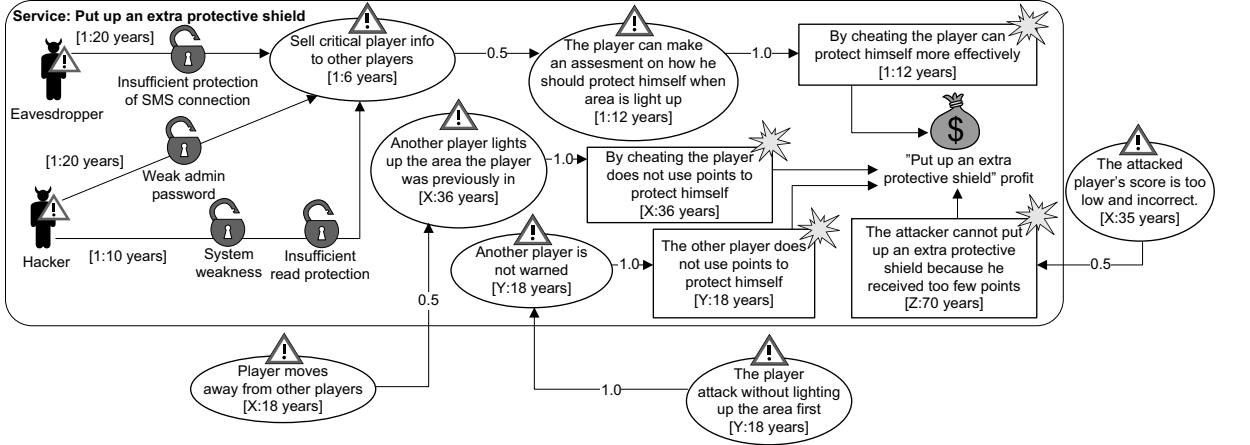 Service: Put up an extra protective shield
[1:20 years]
Eavesdropper
Insufficient protection
of SMS connection
Sell critical player info
to other players
[1:6 years]
0.5
The player can make
an assesment on how he
should protect himself when
area is light up
[1:12 years]
1.0
By cheating the player can
protect himself more effectively
[1:12 years]
[1:20 years]
Weak admin
password
Hacker
[1:10 years]
System
weakness
Insufficient
read protection
Another player lights
up the area the player
was previously in
[X:36 years]
1.0
By cheating the player
does not use points to
protect himself
[X:36 years]
$
"Put up an extra
protective shield" profit
The attacked
player's score is too
low and incorrect.
[X:35 years]
0.5
Another player is
not warned
[Y:18 years]
1.0
The other player does
not use points to
protect himself
[Y:18 years]
The attacker cannot put
up an extra protective
shield because he
received too few points
[Z:70 years]
0.5
Player moves
away from other players
[X:18 years]
1.0
The player
attack without lighting
up the area first
[Y:18 years]